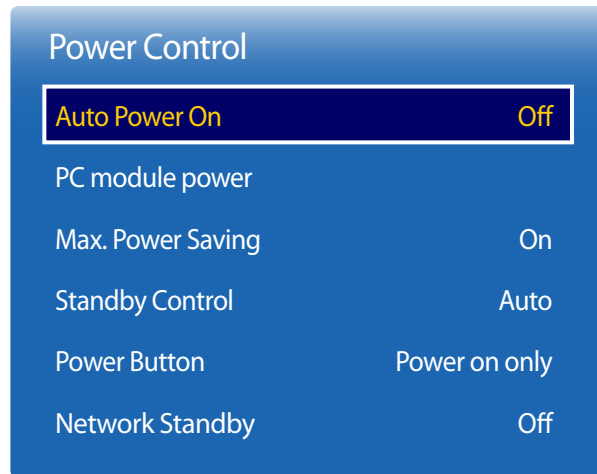 Power Control
Auto Power On Off
PC module power
Max. Power Saving On
Standby Control Auto
Power Button Power on only
Network Standby Off